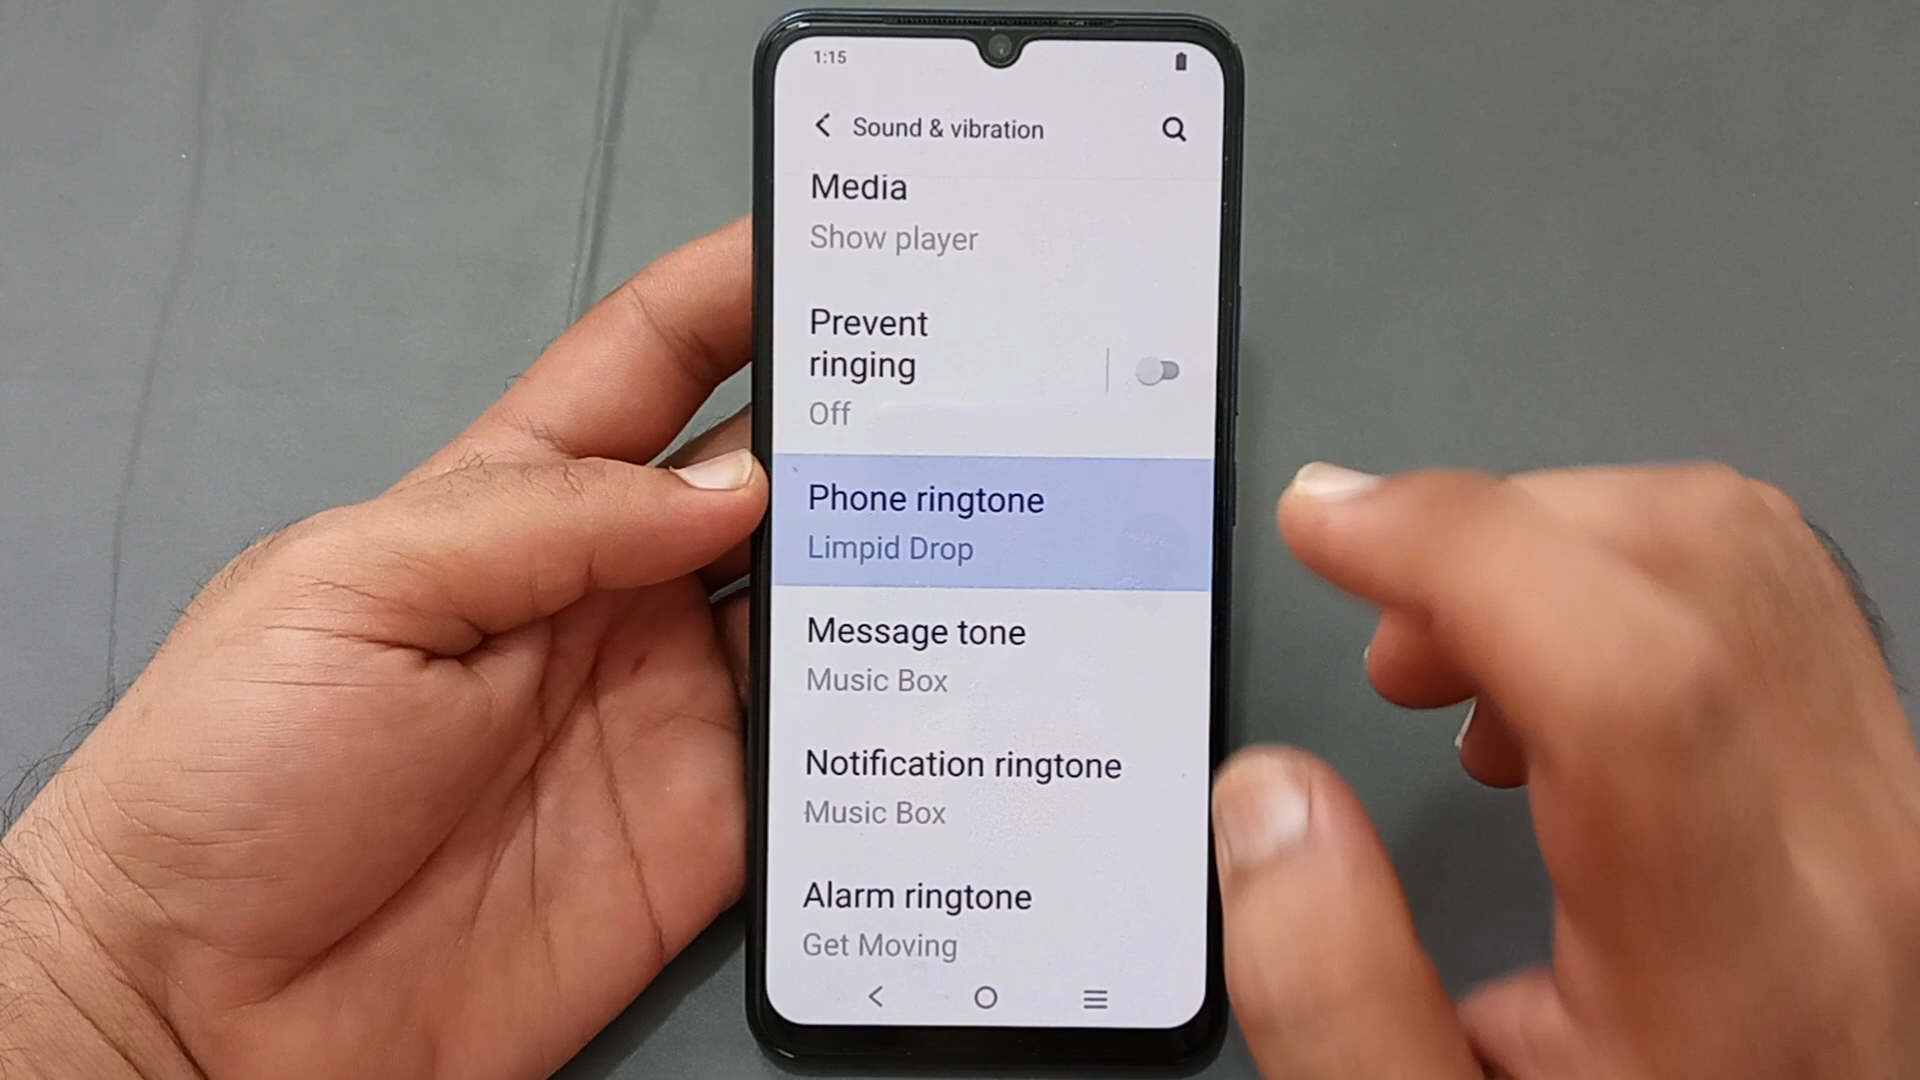 1:15
Sound & vibration
Media
Show player
Prevent
ringing
Off
Phone ringtone
Limpid Drop
Message tone
Music Box
Notification ringtone
Music Box
Alarm ringtone
Get Moving